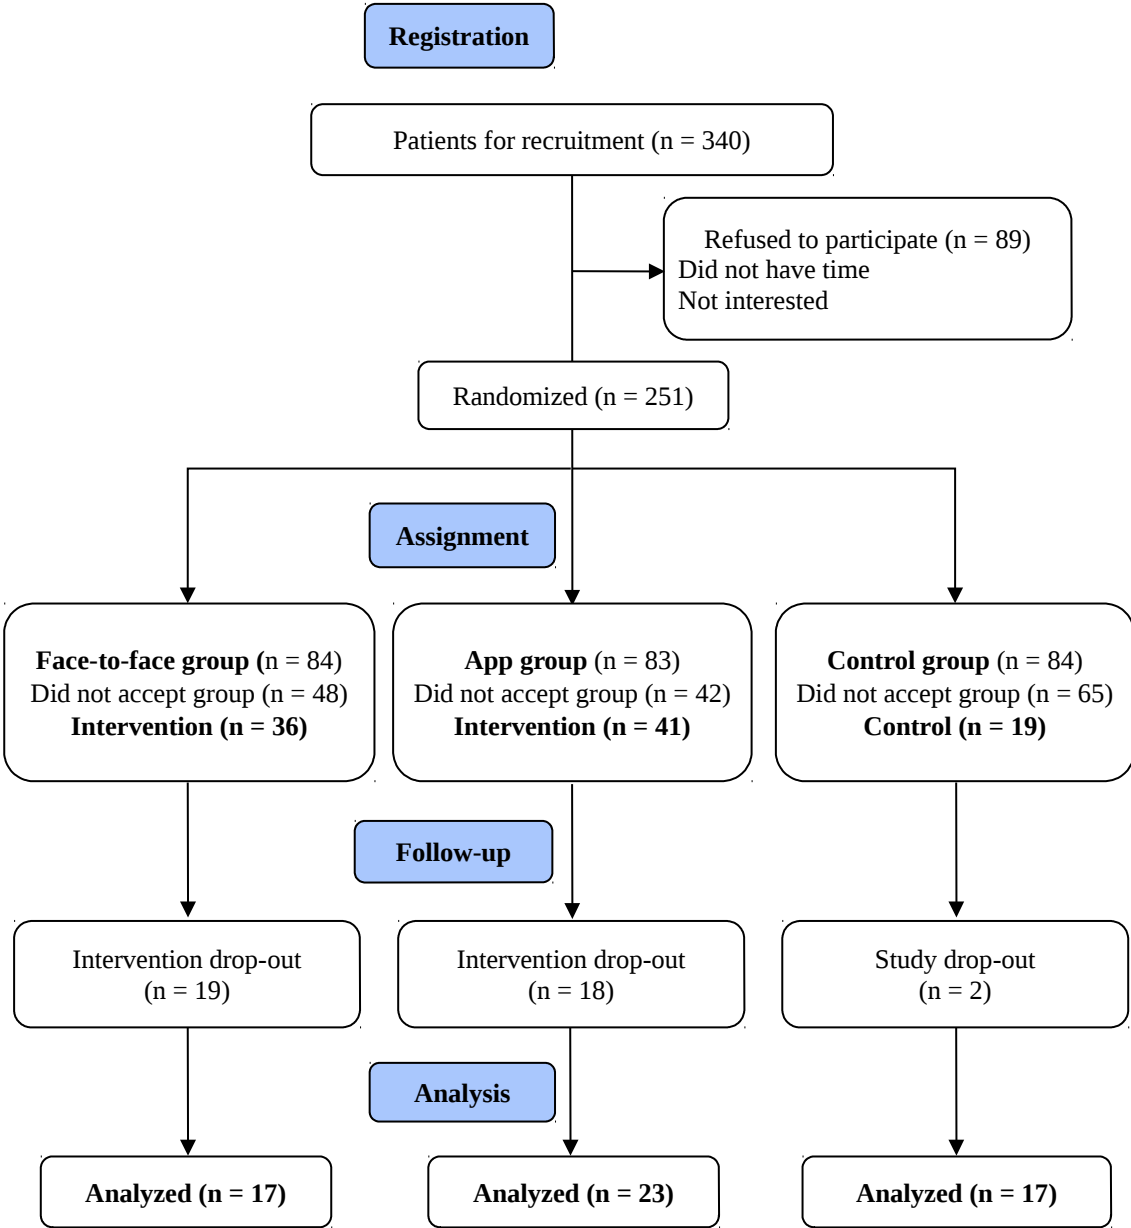 Registration
Patients for recruitment (n = 340)
Refused to participate (n = 89)
Did not have time
Not interested
Randomized (n = 251)
Assignment
Face-to-face group (n = 84)
Did not accept group (n = 48)
Intervention (n = 36)
App group (n = 83)
Did not accept group (n = 42)
Intervention (n = 41)
Control group (n = 84)
Did not accept group (n = 65)
Control (n = 19)
Follow-up
Intervention drop-out
(n = 19)
Intervention drop-out
(n = 18)
Study drop-out
(n = 2)
Analysis
Analyzed (n = 17)
Analyzed (n = 23)
Analyzed (n = 17)